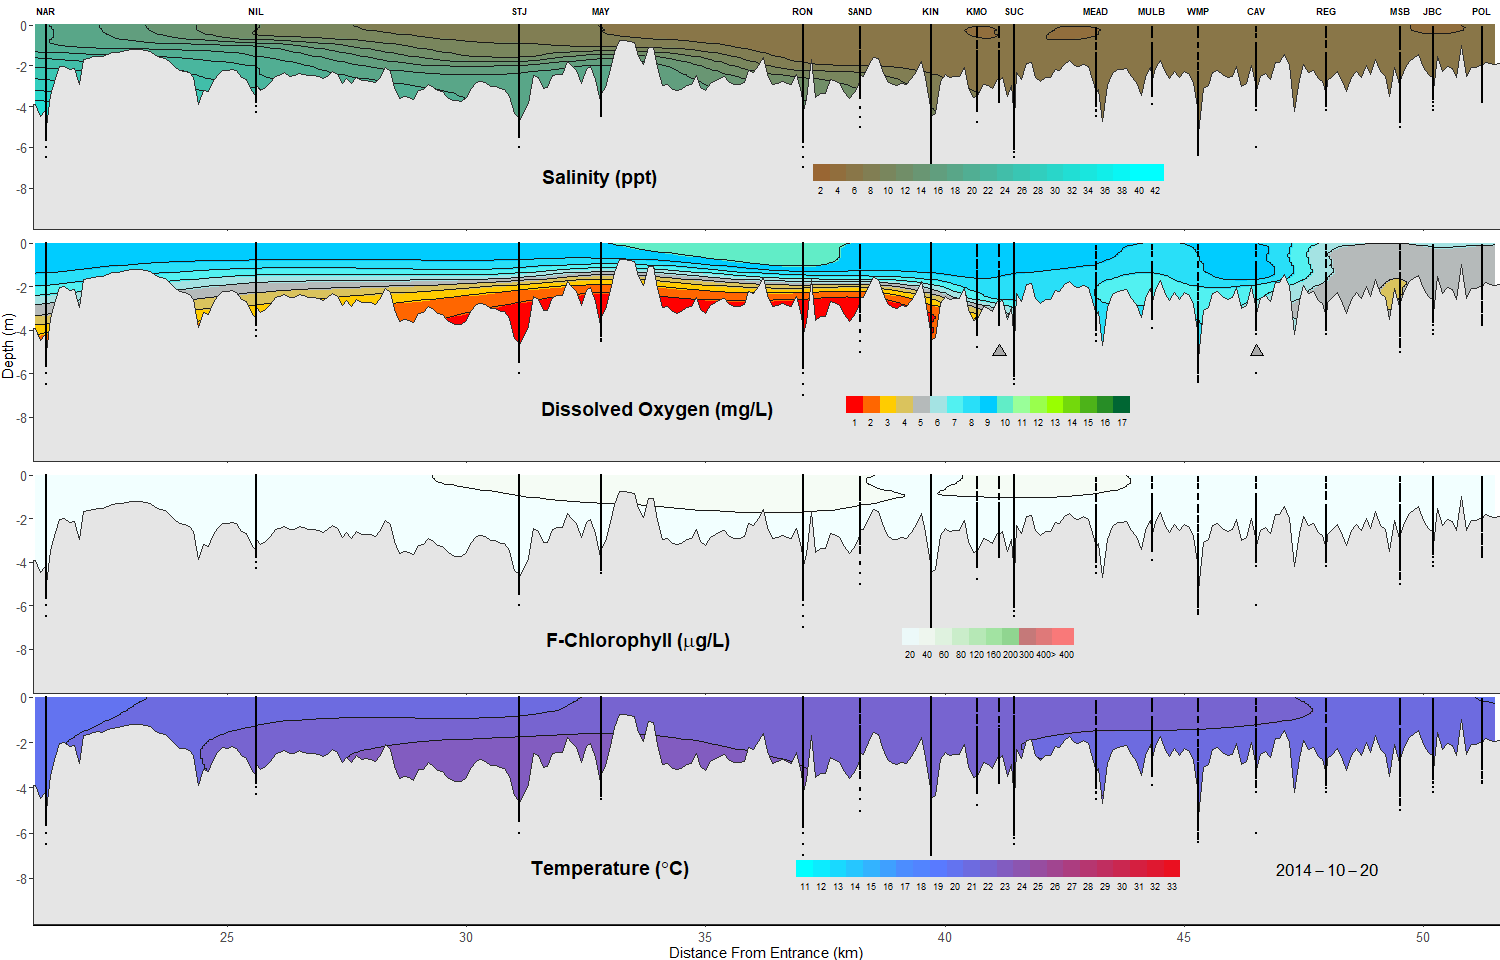 NAR NIL STJ MAY RON SAND KIN KMO SUC MEAD MULB WMP CAV REG MSB JBC POL
0
-2
-4
-6
-8
Salinity (ppt)
2 4 6 8 10 12 14 16 18 20 22 24 26 28 30 32 34 36 38 40 42
0
-2
-4
-6
-8
Depth (m)
Dissolved Oxygen (mg/L)
1 2 3 4 5 6 7 8 9 10 11 12 13 14 15 16 17
0
-2
-4
-6
-8
F-Chlorophyll (μg/L)
20 40 60 80 120 160 200 300 400> 400
0
-2
-4
-6
-8
Temperature (°C)
11 12 13 14 15 16 17 18 19 20 21 22 23 24 25 26 27 28 29 30 31 32 33
2014-10-20
25 30 35 40 45 50
Distance From Entrance (km)